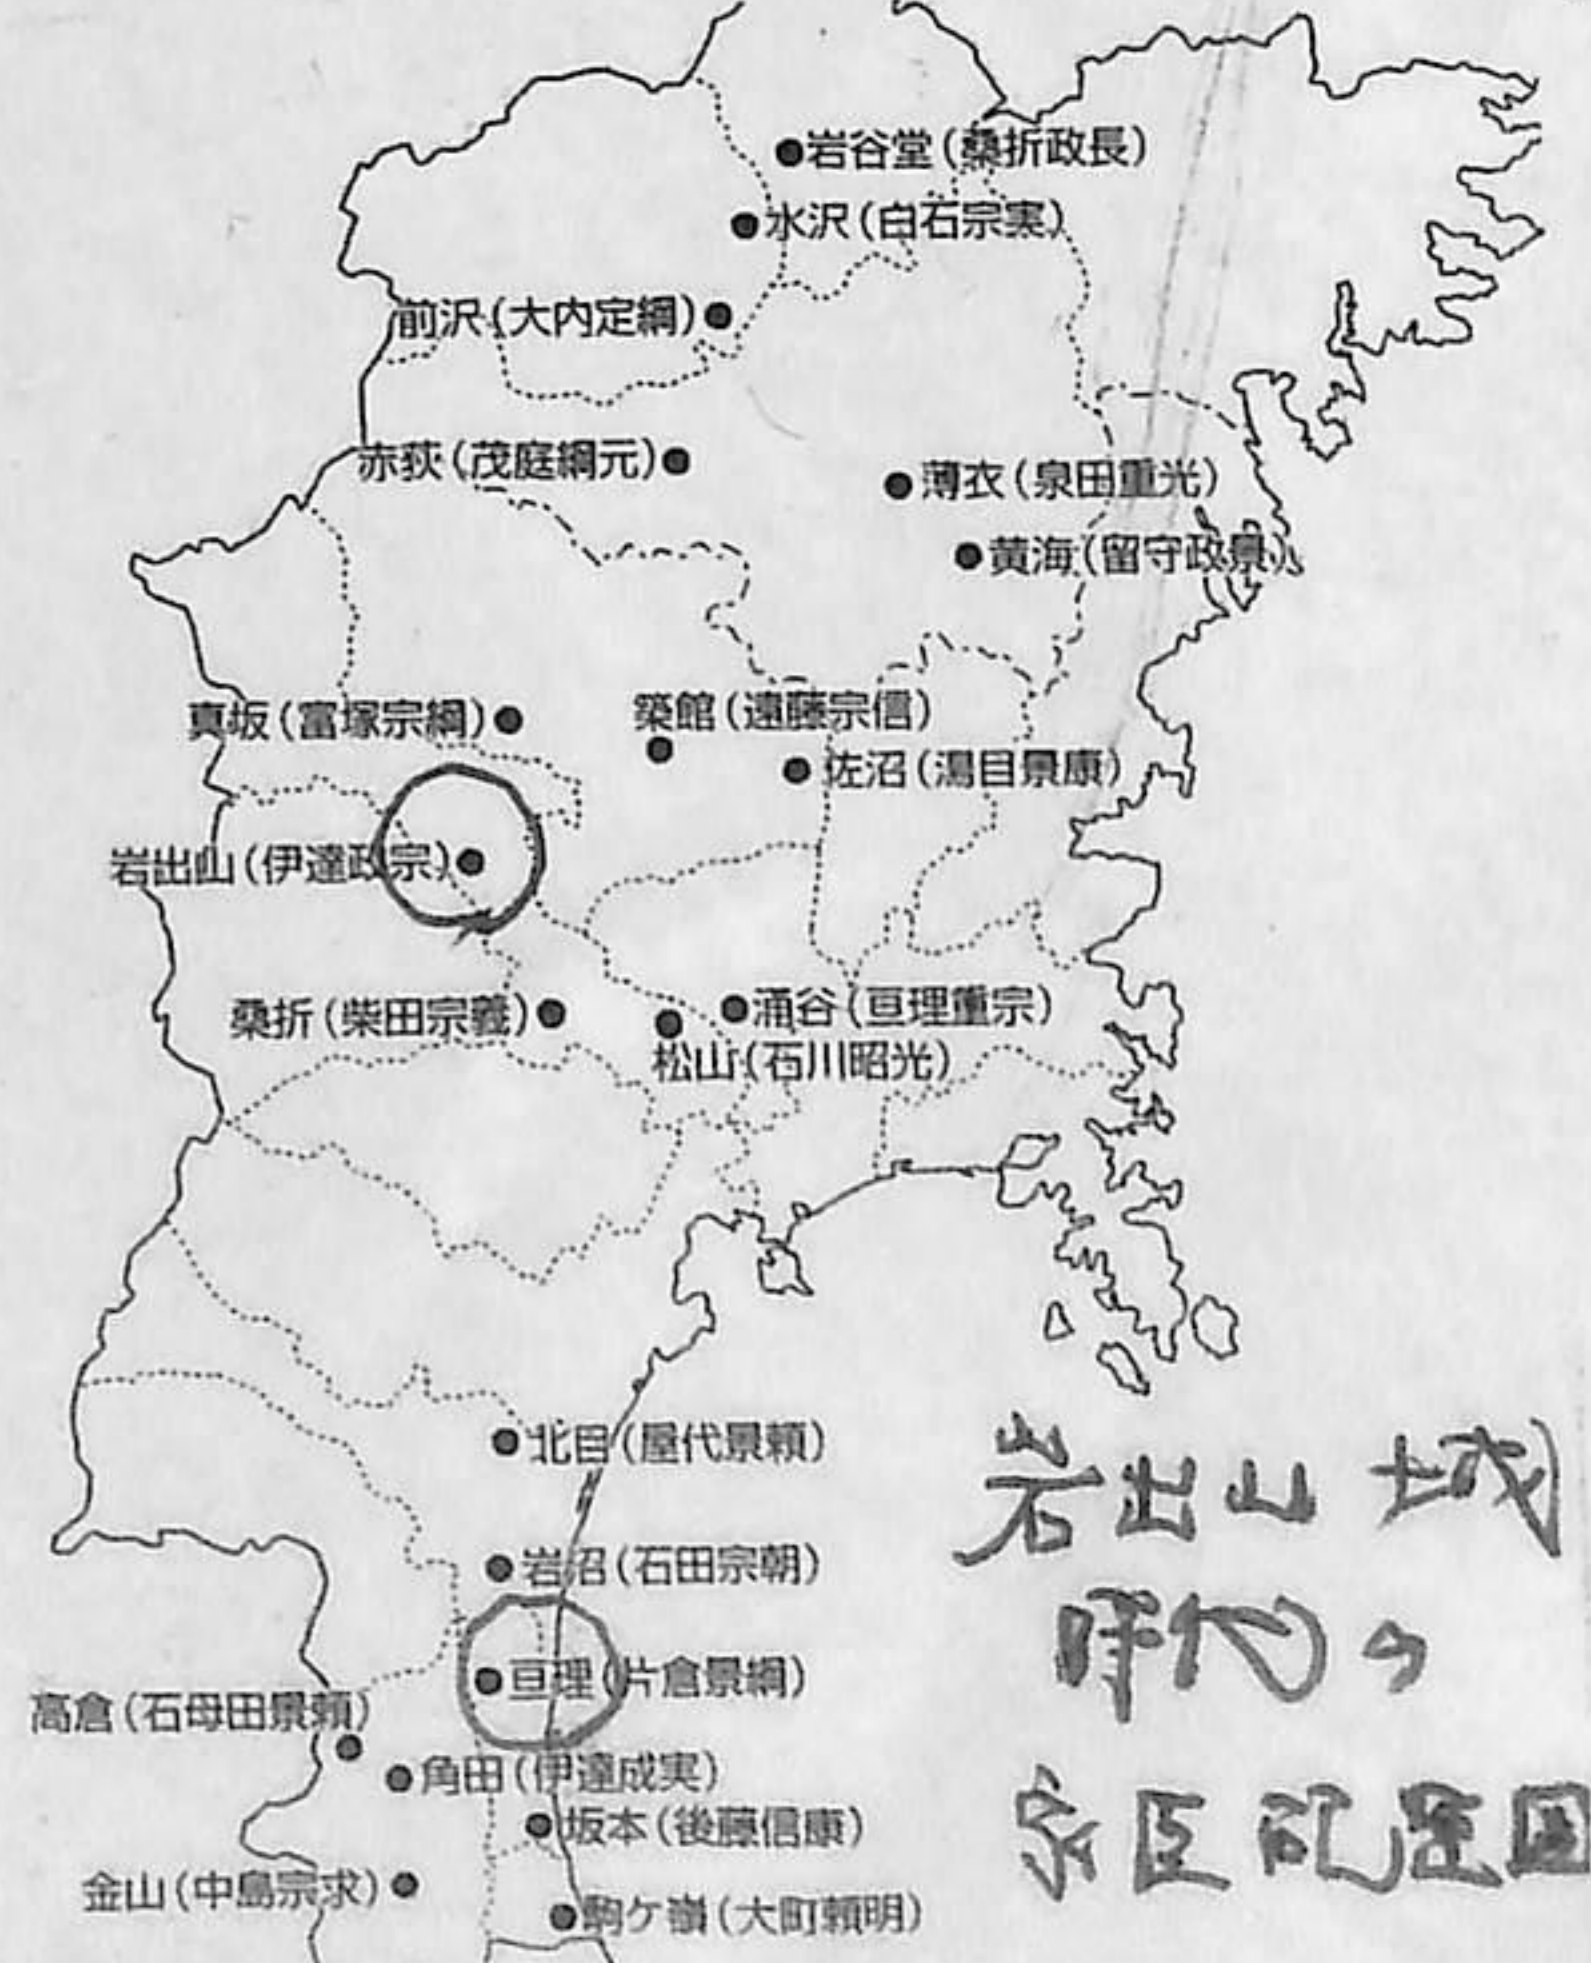 岩谷堂(桑折政長)
水沢(白石宗実)
前沢(大内定綱)
赤荻(茂庭綱元)
薄衣(泉田重光)
黄海(留守政景)
真坂(富塚宗綱)
築館(遠藤宗信)
佐沼(湯目景康)
岩出山(伊達政宗)
桑折(柴田宗義)
涌谷(亘理重宗)
松山(石川昭光)
北目(屋代景頼)
岩沼(石田宗朝)
亘理(片倉景綱)
高倉(石母田景頼)
角田(伊達成実)
坂本(後藤信康)
金山(中島宗求)
駒ケ嶺(大町頼明)
岩出山城
時代の
家臣配置図